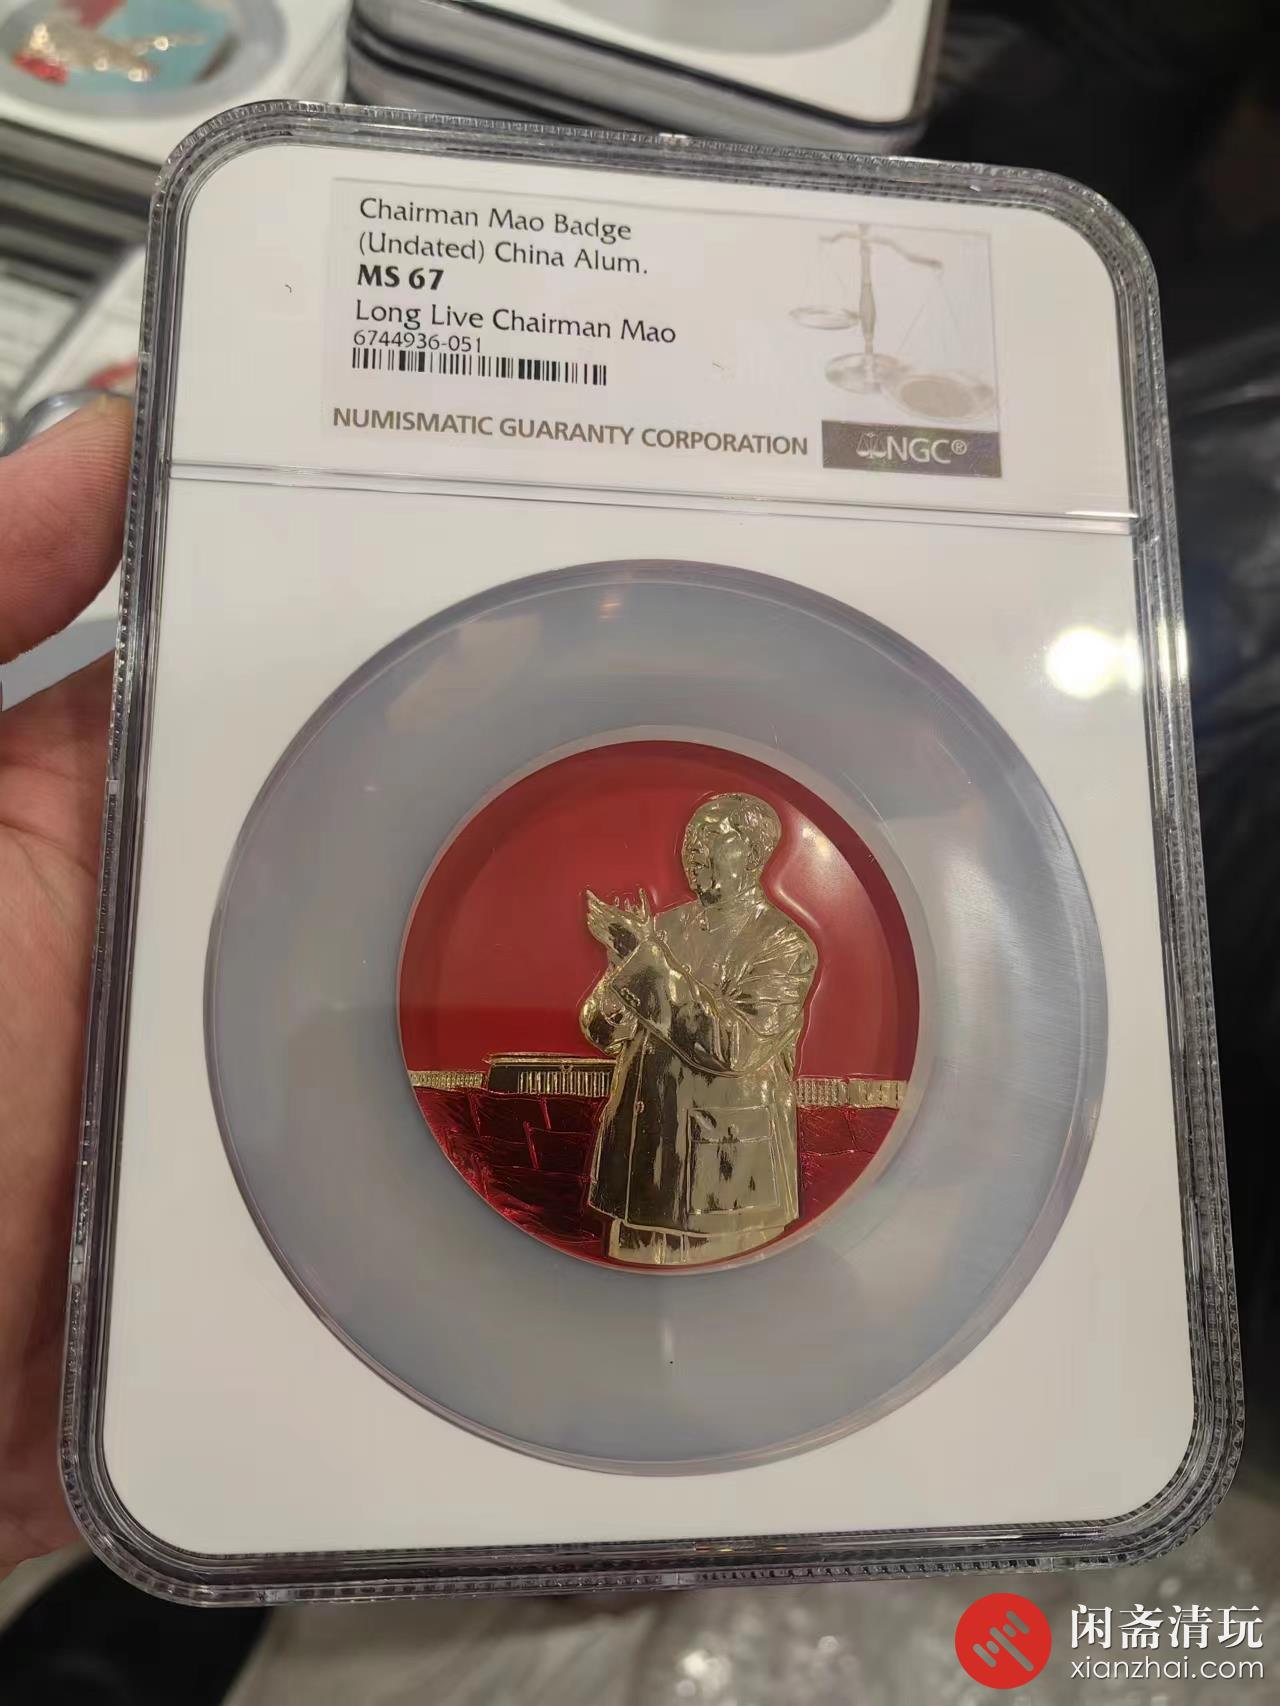 Chairman Mao Badge
(Undated) China Alum.
MS 67
Long Live Chairman Mao
6744936-051
NUMISMATIC GUARANTY CORPORATION
NGC®
闲斋清玩
xianzhai.com